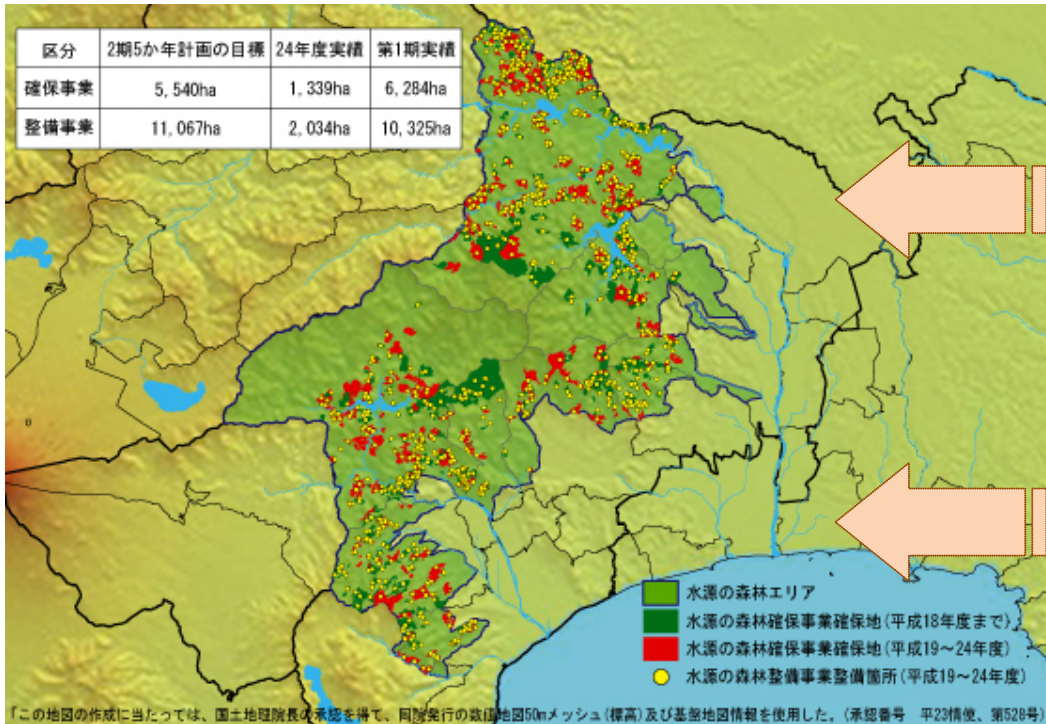 区分 2期5か年計画の目標 24年度実績 第1期実績
確保事業 5,540ha 1,339ha 6,284ha
整備事業 11,067ha 2,034ha 10,325ha
水源の森林エリア
水源の森林確保事業確保地(平成18年度まで)
水源の森林確保事業確保地(平成19～24年度)
水源の森林整備事業整備箇所(平成19～24年度)
「この地図の作成に当たっては、国土地理院長の承認を得て、同院発行の数値地図50mメッシュ(標高)及び基盤地図情報を使用した。(承認番号 平23情使、第528号)